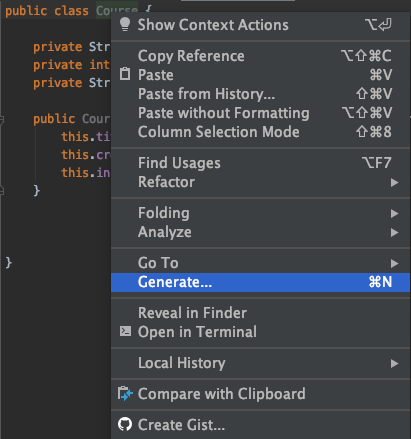 public class Course {
Show Context Actions ⌥⏎
private Str
Copy Reference ⌥⇧⌘C
private int
Paste ⌘V
private Str
Paste from History... ⇧⌘V
Paste without Formatting ⌥⇧⌘V
public Cou
Column Selection Mode ⇧⌘8
this.ti
this.cr
Find Usages ⌥F7
this.in
Refactor
}
Folding
Analyze
Go To
}
Generate... ⌘N
Reveal in Finder
Open in Terminal
Local History
Compare with Clipboard
Create Gist...